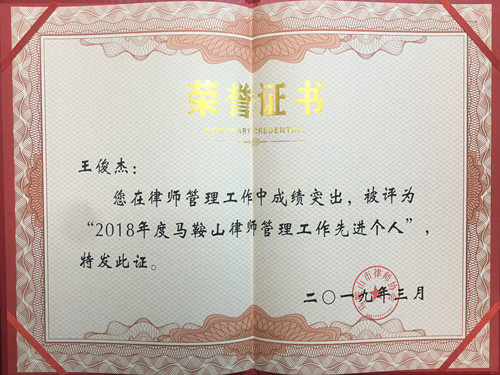 荣誉证书
HONORARY CREDENTIAL
王俊杰：
您在律师管理工作中成绩突出，被评为
“2018年度马鞍山律师管理工作先进个人”，
特发此证。
二〇一九年三月